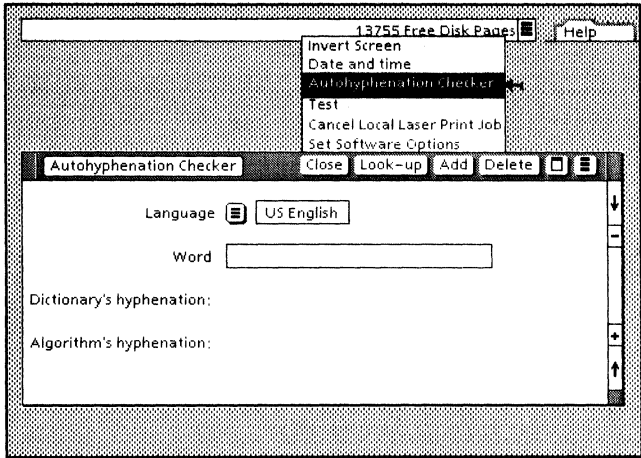 13755 Free Disk Pages
Help
Invert Screen
Date and time
Autohyphenation Checker
Test
Cancel Local Laser Print Job
Set Software Options
Autohyphenation Checker Close Look-up Add Delete
Language US English
Word
Dictionary's hyphenation:
Algorithm's hyphenation: